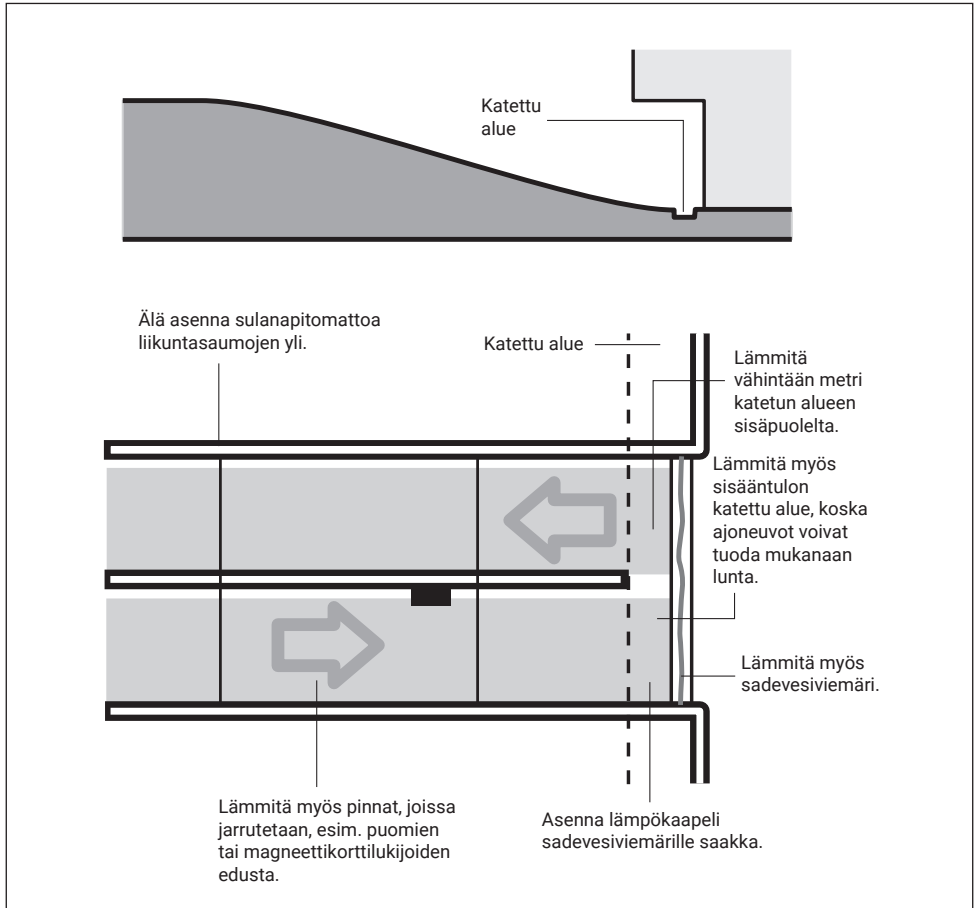 Katettu
alue
Älä asenna sulanapitomattoa
liikuntasaumojen yli.
Katettu alue
Lämmitä
vähintään metri
katetun alueen
sisäpuolelta.
Lämmitä myös
sisääntulon
katettu alue, koska
ajoneuvot voivat
tuoda mukanaan
lunta.
Lämmitä myös
sadevesiviemäri.
Lämmitä myös pinnat, joissa
jarrutetaan, esim. puomien
tai magneettikorttilukijoiden
edusta.
Asenna lämpökaapeli
sadevesiviemärille saakka.